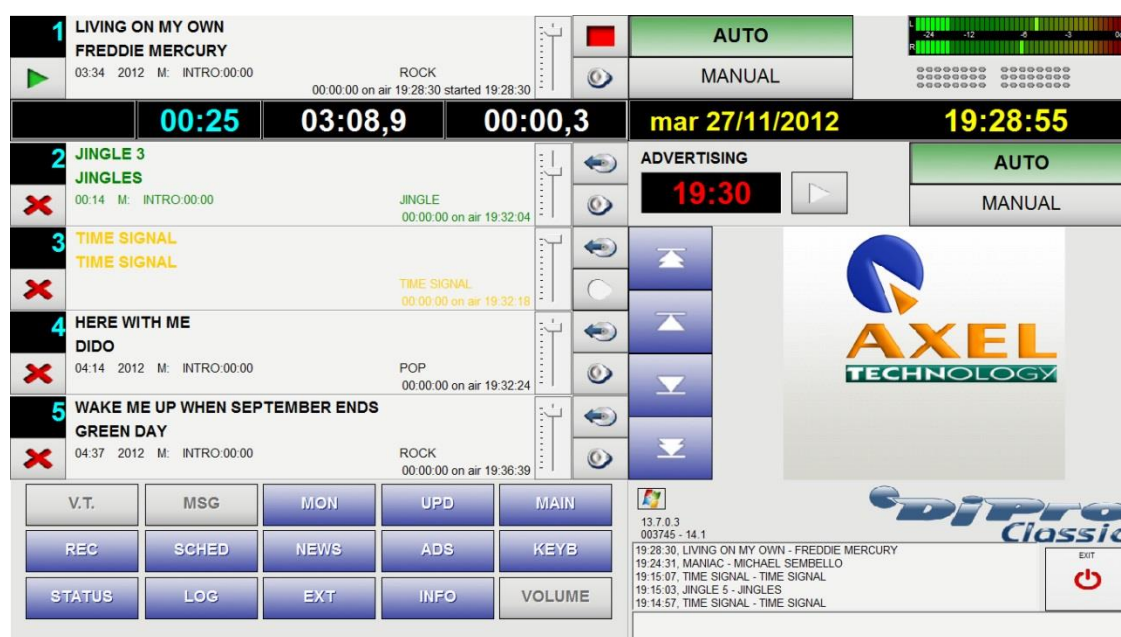 1
LIVING ON MY OWN
FREDDIE MERCURY
03:34 2012 M: INTRO:00:00 ROCK
00:00:00 on air 19:28:30 started 19:28:30
AUTO
MANUAL
L
-24 -12 -6 -3 0
R
00:25 03:08,9 00:00,3
mar 27/11/2012 19:28:55
2
JINGLE 3
JINGLES
00:14 M: INTRO:00:00 JINGLE
00:00:00 on air 19:32:04
ADVERTISING
19:30
AUTO
MANUAL
3
TIME SIGNAL
TIME SIGNAL
TIME SIGNAL
00:00:00 on air 19:32:18
4
HERE WITH ME
DIDO
04:14 2012 M: INTRO:00:00 POP
00:00:00 on air 19:32:24
5
WAKE ME UP WHEN SEPTEMBER ENDS
GREEN DAY
04:37 2012 M: INTRO:00:00 ROCK
00:00:00 on air 19:36:39
AXEL
TECHNOLOGY
V.T. MSG MON UPD MAIN
REC SCHED NEWS ADS KEYB
STATUS LOG EXT INFO VOLUME
DjPro
Classic
13.7.0.3
003745 - 14.1
19:28:30, LIVING ON MY OWN - FREDDIE MERCURY
19:24:31, MANIAC - MICHAEL SEMBELLO
19:15:07, TIME SIGNAL - TIME SIGNAL
19:15:03, JINGLE 5 - JINGLES
19:14:57, TIME SIGNAL - TIME SIGNAL
EXIT